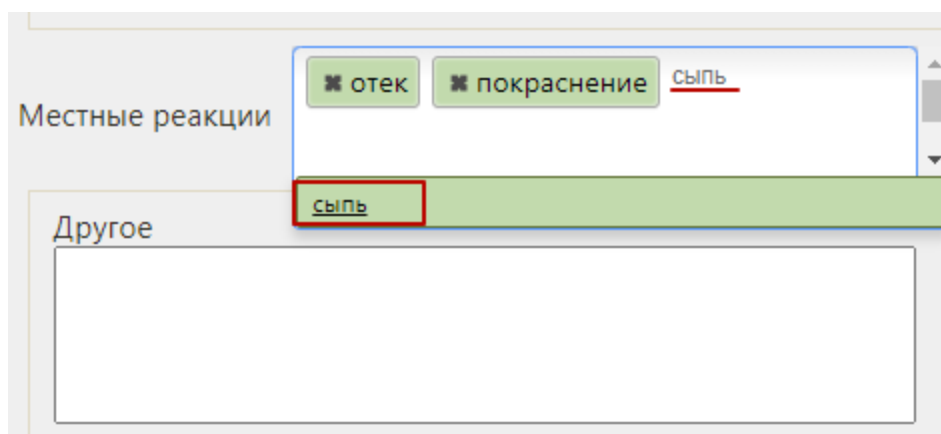 Местные реакции
✖ отек ✖ покраснение сыпь
сыпь
Другое